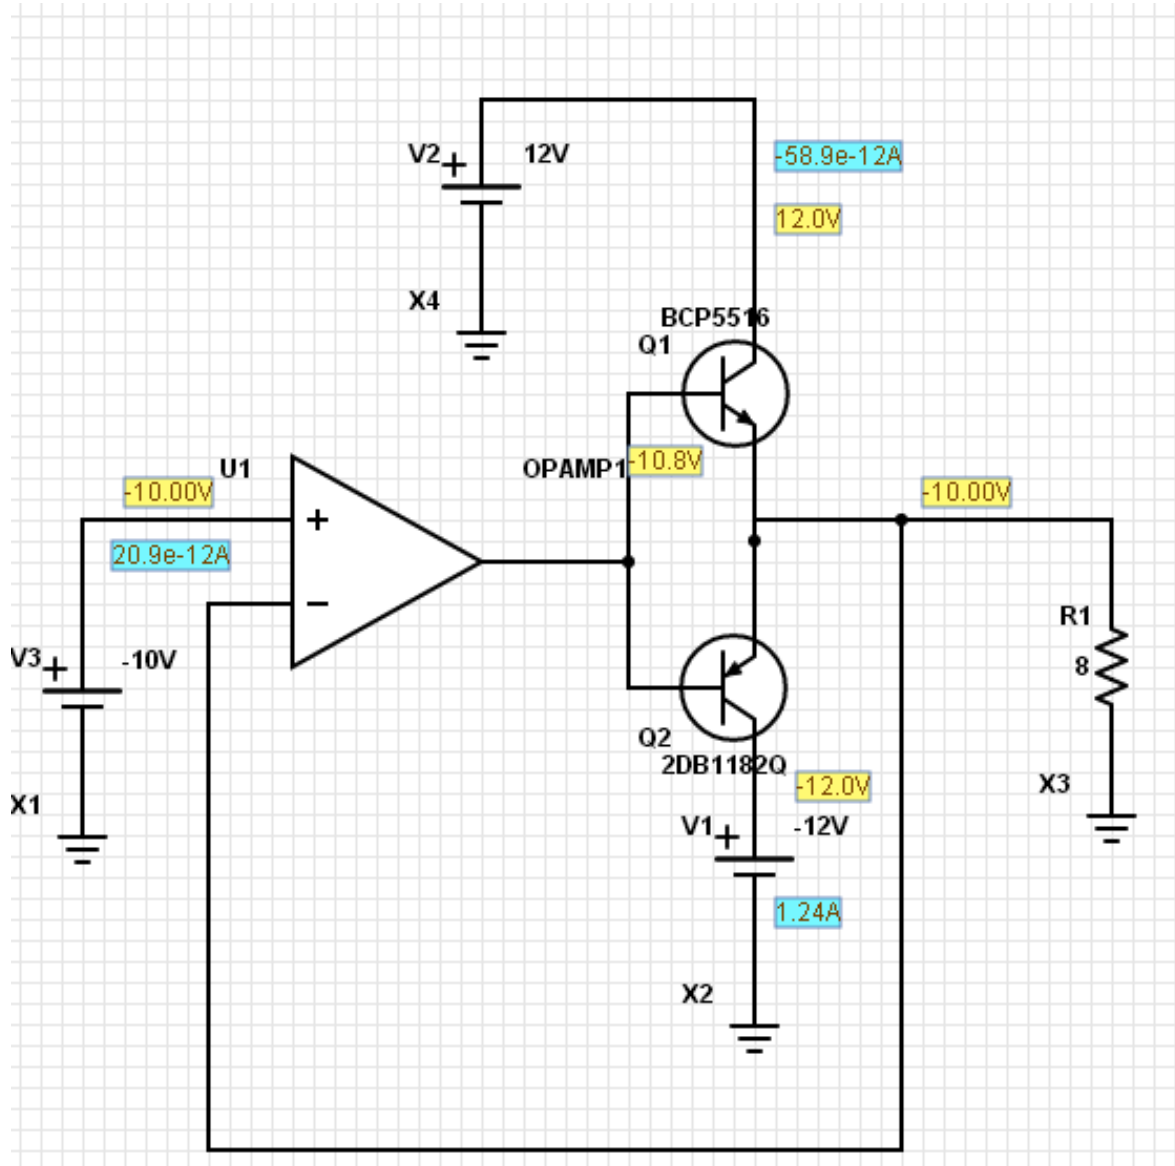 V2
+
12V
-58.9e-12A
12.0V
X4
BCP5516
Q1
U1
OPAMP1
-10.8V
-10.00V
-10.00V
+
20.9e-12A
−
R1
8
V3
+
-10V
Q2
2DB1182Q
-12.0V
X3
X1
V1
+
-12V
1.24A
X2